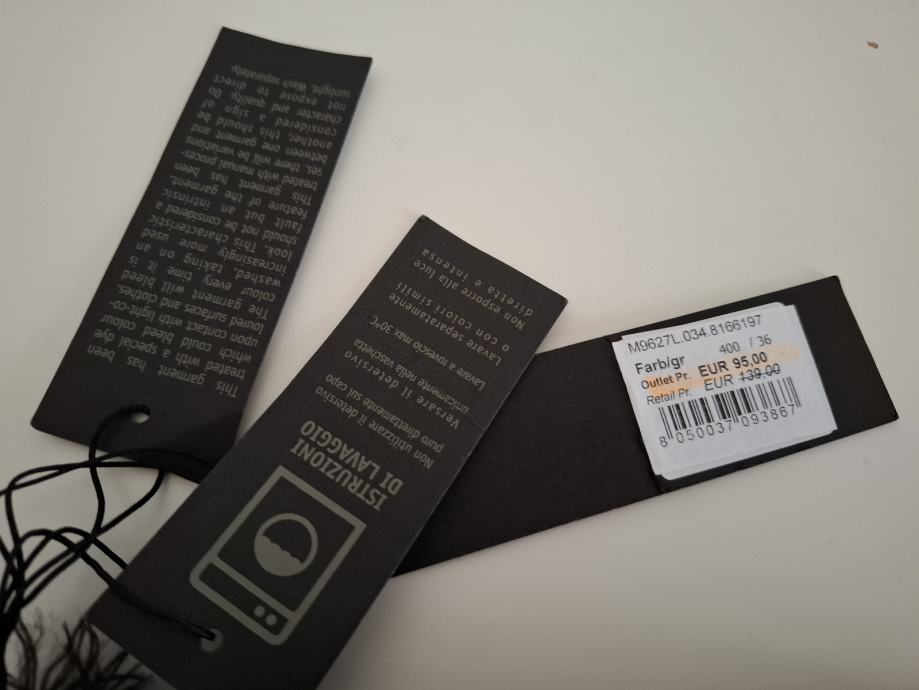 This garment has been
treated with a special dye
which could bleed colour
upon contact with light-co-
loured surfaces and clothes.
The garment will bleed
colour every time it is
washed, taking on an
increasingly more used
look. This characteristic
should not be considered a
fault but an intrinsic
feature of the garment.
This garment has been
treated with manual proces-
ses, there will be variations
between one garment and
another, this should be
considered a sign of
character and quality. Do
not expose to direct
sunlight. Wash separately.
ISTRUZIONI
DI LAVAGGIO
Non utilizzare il detersivo
puro direttamente sul capo
Versare il detersivo
unicamente nella vaschetta
Lavare a rovescio max 30°C
Lavare separatamente
o con colori simili
Non esporre alla luce
diretta e intensa
M9627L.034.8166197
Farb/gr 400 / 36
Outlet Pr. EUR 95,00
Retail Pr. EUR 139,00
8 050037 093867